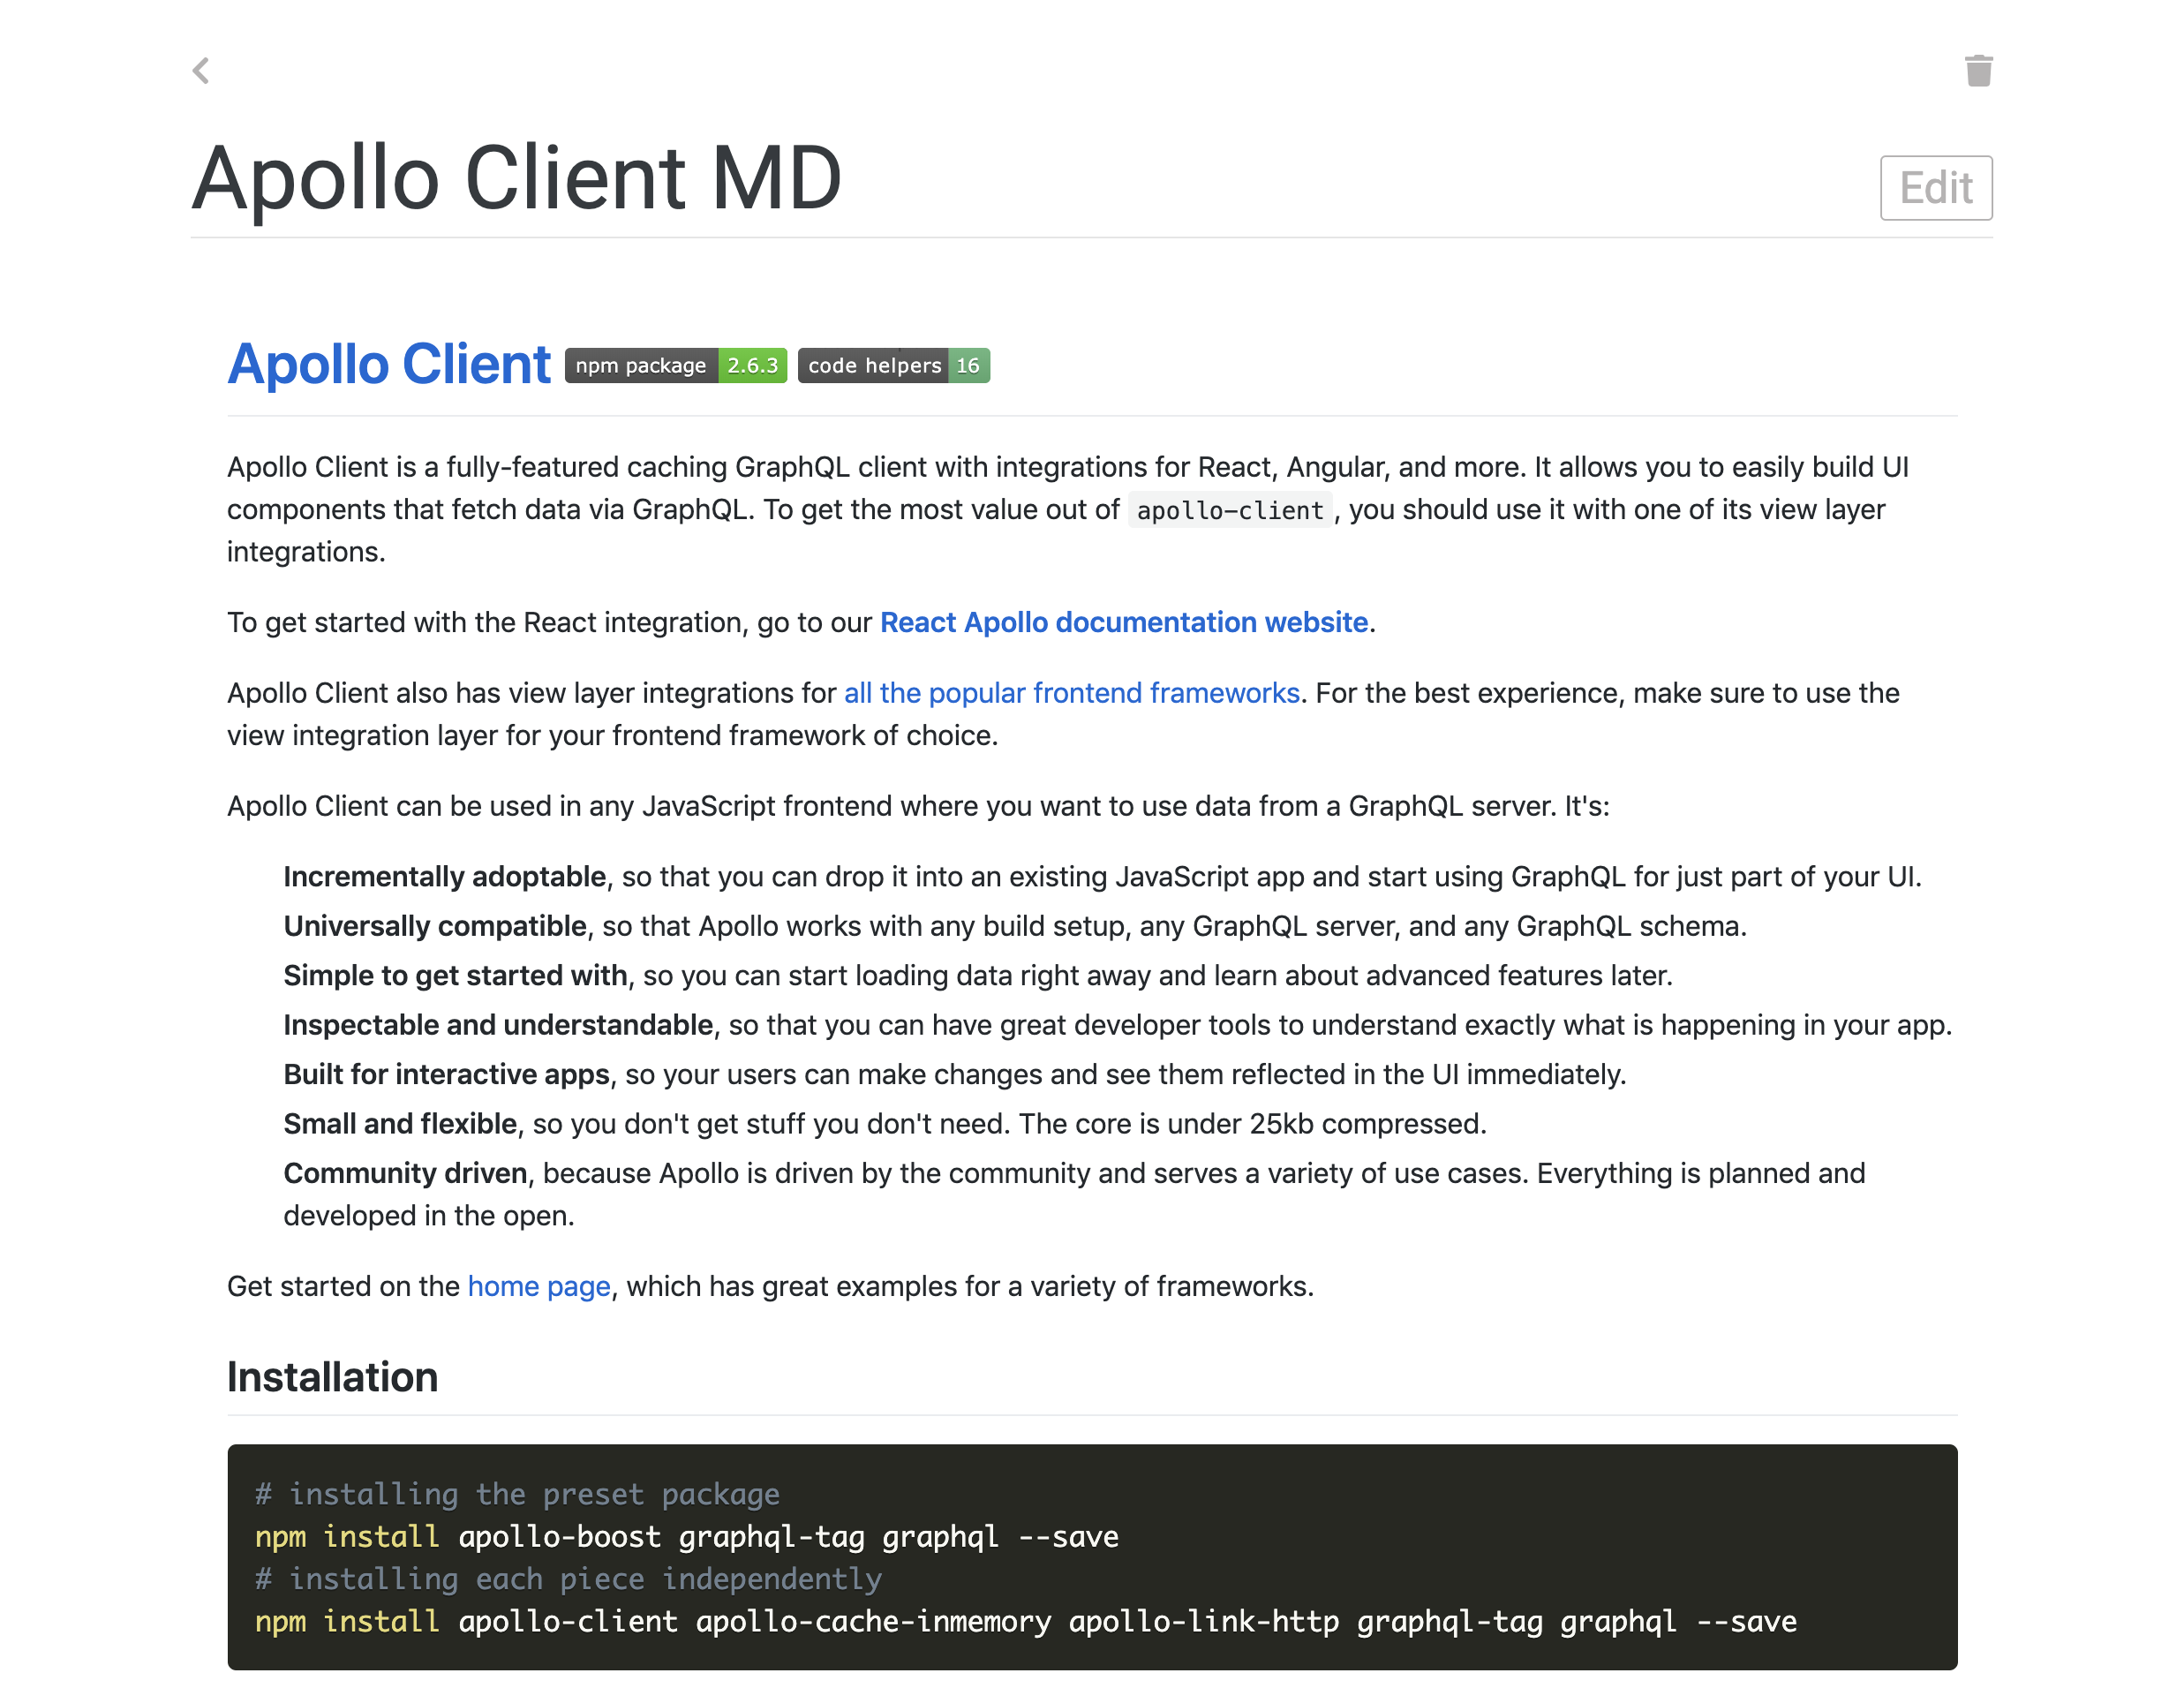 Apollo Client MD
Edit
Apollo Client npm package 2.6.3 code helpers 16
Apollo Client is a fully-featured caching GraphQL client with integrations for React, Angular, and more. It allows you to easily build UI
components that fetch data via GraphQL. To get the most value out of apollo-client, you should use it with one of its view layer
integrations.
To get started with the React integration, go to our React Apollo documentation website.
Apollo Client also has view layer integrations for all the popular frontend frameworks. For the best experience, make sure to use the
view integration layer for your frontend framework of choice.
Apollo Client can be used in any JavaScript frontend where you want to use data from a GraphQL server. It's:
Incrementally adoptable, so that you can drop it into an existing JavaScript app and start using GraphQL for just part of your UI.
Universally compatible, so that Apollo works with any build setup, any GraphQL server, and any GraphQL schema.
Simple to get started with, so you can start loading data right away and learn about advanced features later.
Inspectable and understandable, so that you can have great developer tools to understand exactly what is happening in your app.
Built for interactive apps, so your users can make changes and see them reflected in the UI immediately.
Small and flexible, so you don't get stuff you don't need. The core is under 25kb compressed.
Community driven, because Apollo is driven by the community and serves a variety of use cases. Everything is planned and
developed in the open.
Get started on the home page, which has great examples for a variety of frameworks.
Installation
# installing the preset package
npm install apollo-boost graphql-tag graphql --save
# installing each piece independently
npm install apollo-client apollo-cache-inmemory apollo-link-http graphql-tag graphql --save